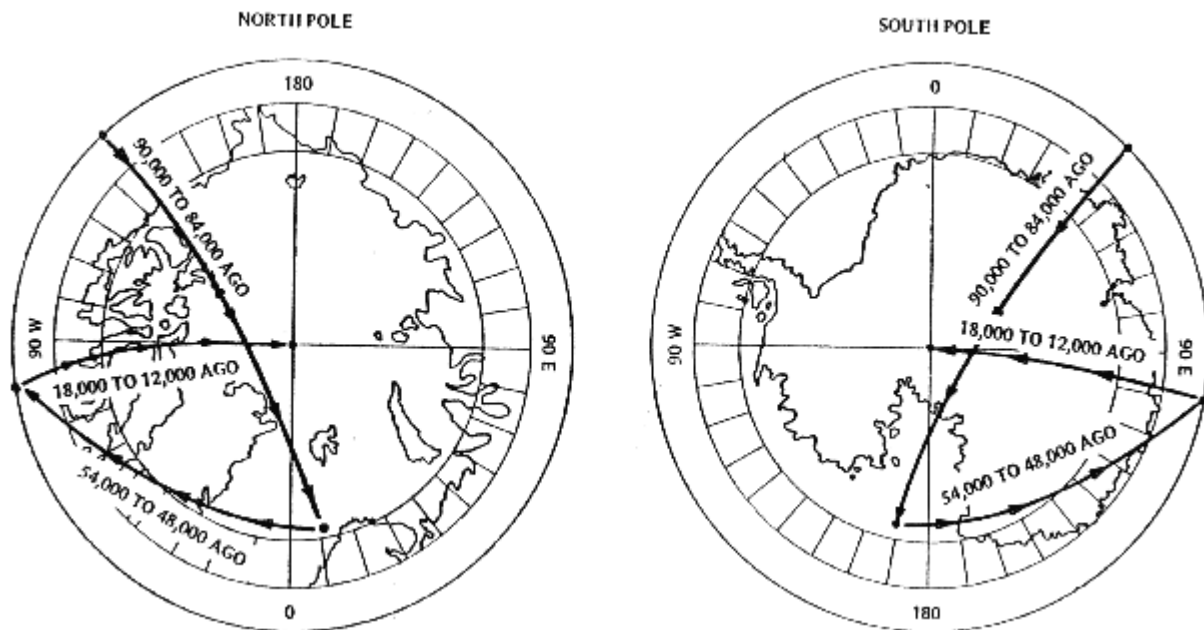 NORTH POLE
180
90,000 TO 84,000 AGO
90 W
90 E
18,000 TO 12,000 AGO
54,000 TO 48,000 AGO
0
SOUTH POLE
0
90,000 TO 84,000 AGO
90 W
18,000 TO 12,000 AGO
90 E
54,000 TO 48,000 AGO
180